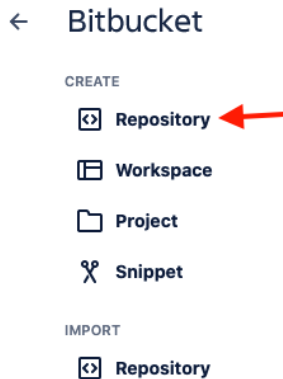 Bitbucket
CREATE
Repository
Workspace
Project
Snippet
IMPORT
Repository